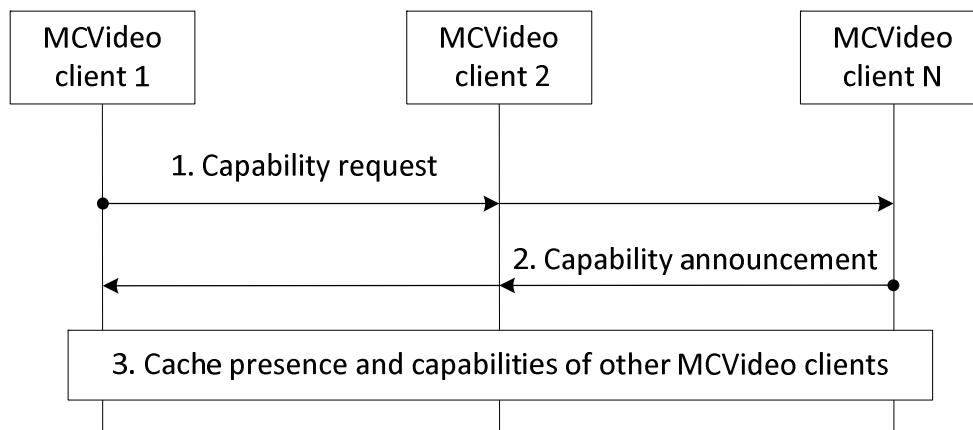 MCVideo
client 1
MCVideo
client 2
MCVideo
client N
1. Capability request
2. Capability announcement
3. Cache presence and capabilities of other MCVideo clients